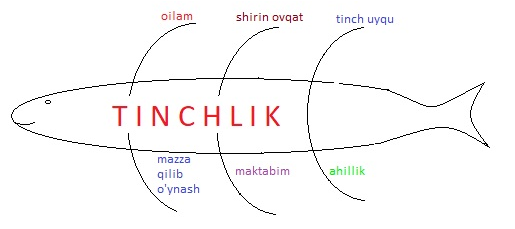 oilam
shirin ovqat
tinch uyqu
TINCHLIK
mazza
qilib
o'ynash
maktabim
ahillik